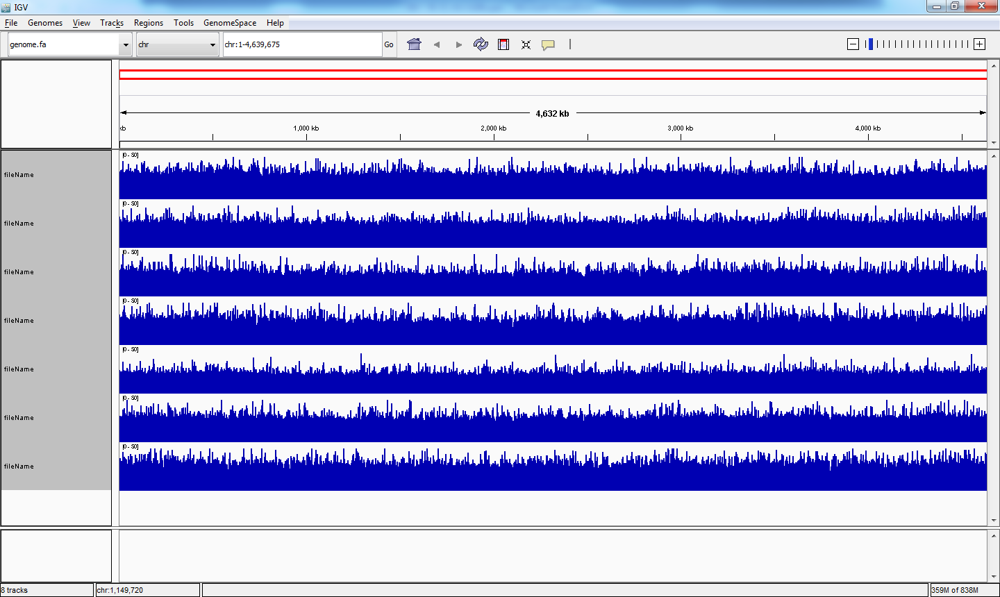 IGV
File Genomes View Tracks Regions Tools GenomeSpace Help
genome.fa chr chr:1-4,639,675 Go
4,632 kb
kb 1,000 kb 2,000 kb 3,000 kb 4,000 kb
[0 - 50]
fileName
[0 - 50]
fileName
[0 - 50]
fileName
[0 - 50]
fileName
[0 - 50]
fileName
[0 - 50]
fileName
[0 - 50]
fileName
8 tracks chr:1,149,720 359M of 838M